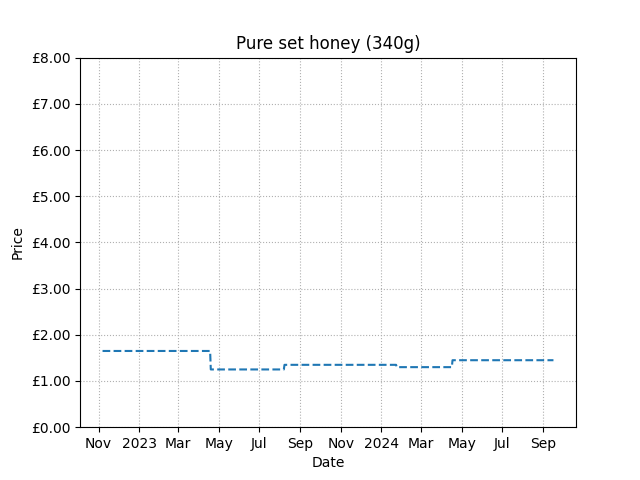 Pure set honey (340g)
£8.00
£7.00
£6.00
£5.00
£4.00
£3.00
£2.00
£1.00
£0.00
Price
Nov 2023 Mar May Jul Sep Nov 2024 Mar May Jul Sep
Date